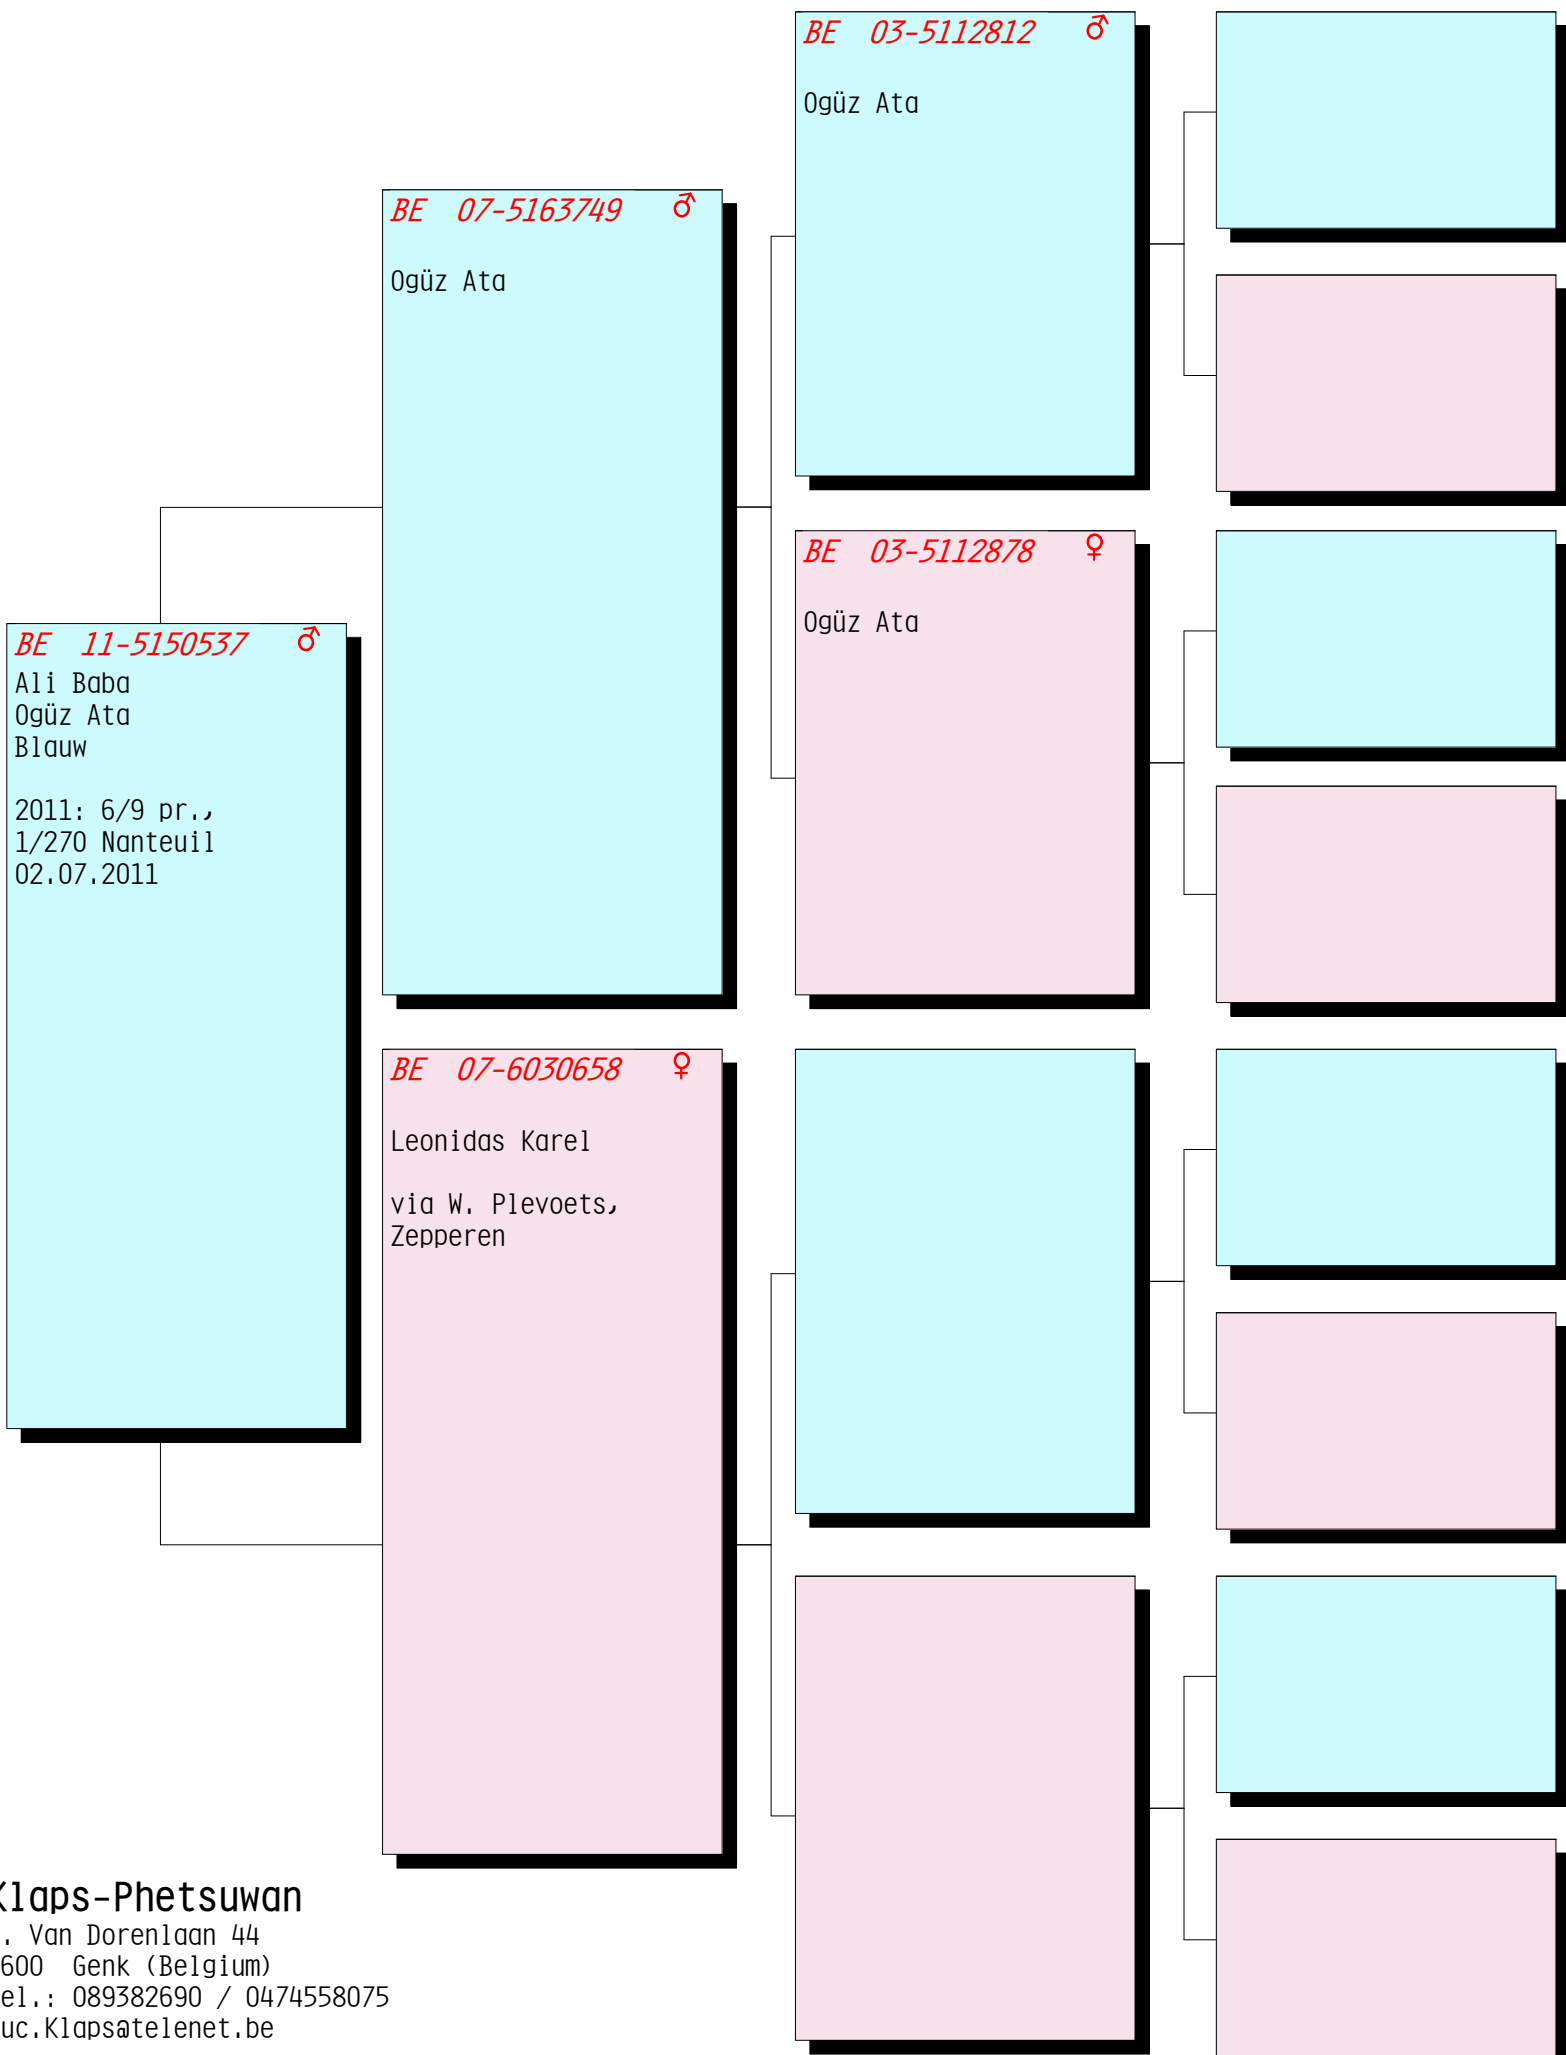 BE 03-5112812 ♂
Ogüz Ata
BE 07-5163749 ♂
Ogüz Ata
BE 03-5112878 ♀
Ogüz Ata
BE 11-5150537 ♂
Ali Baba
Ogüz Ata
Blauw
2011: 6/9 pr.,
1/270 Nanteuil
02.07.2011
BE 07-6030658 ♀
Leonidas Karel
via W. Plevoets,
Zepperen
Klaps-Phetsuwan
. Van Dorenlaan 44
600 Genk (Belgium)
el.: 089382690 / 0474558075
uc.Klaps@telenet.be